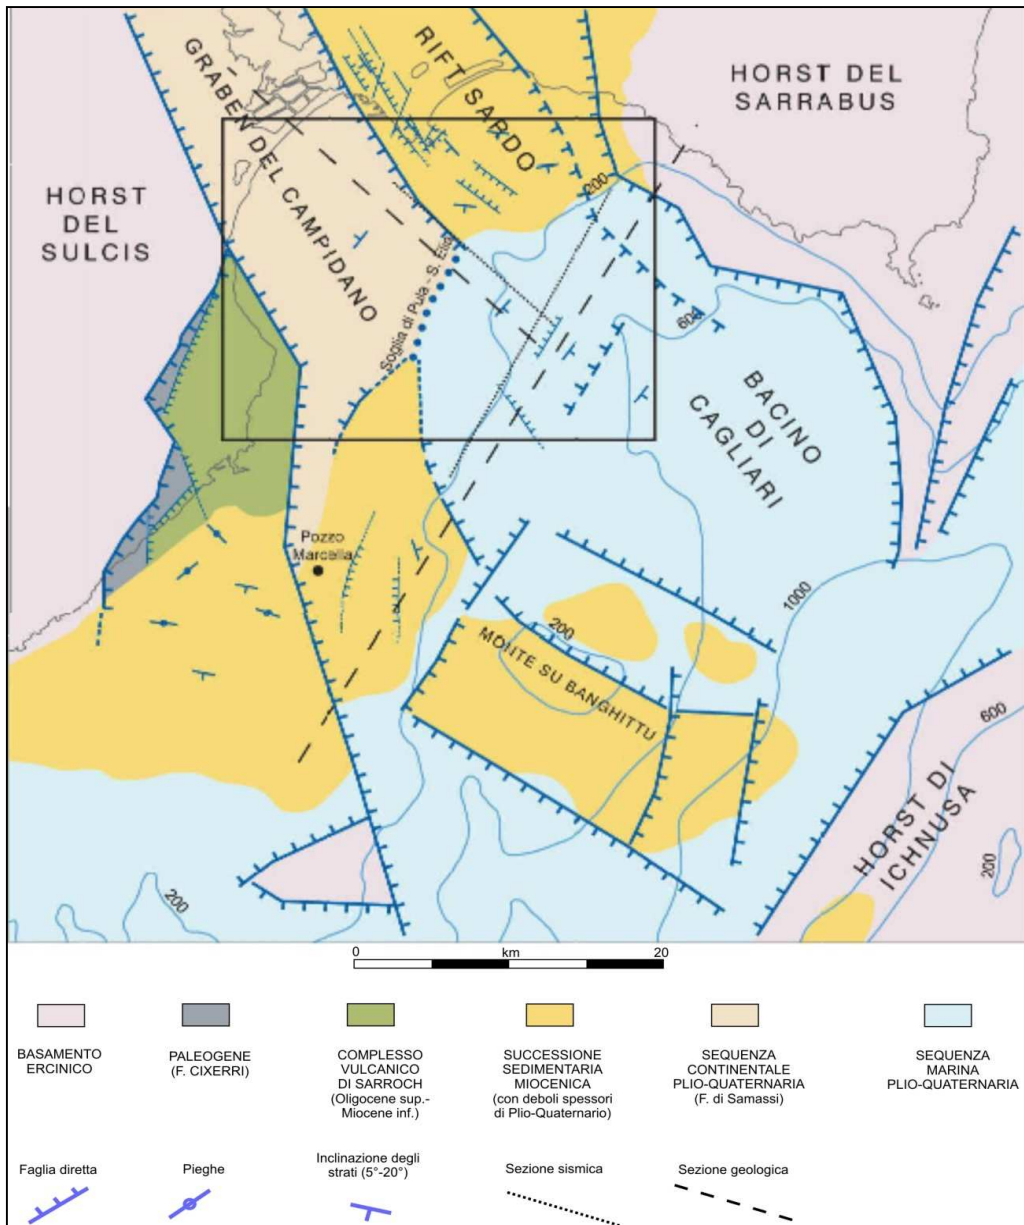 GRABEN DEL CAMPIDANO
RIFT SARDO
HORST DEL
SARRABUS
HORST
DEL
SULCIS
200
Soglia di Pula - S. Elia
600
BACINO
DI
CAGLIARI
Pozzo
Marcella
1000
200
MONTE SU BANGHITTU
600
HORST DI
ICHNUSA
200
200
0 km 20
BASAMENTO
ERCINICO
PALEOGENE
(F. CIXERRI)
COMPLESSO
VULCANICO
DI SARROCH
(Oligocene sup.-
Miocene inf.)
SUCCESSIONE
SEDIMENTARIA
MIOCENICA
(con deboli spessori
di Plio-Quaternario)
SEQUENZA
CONTINENTALE
PLIO-QUATERNARIA
(F. di Samassi)
SEQUENZA
MARINA
PLIO-QUATERNARIA
Faglia diretta
Pieghe
Inclinazione degli
strati (5°-20°)
Sezione sismica
Sezione geologica